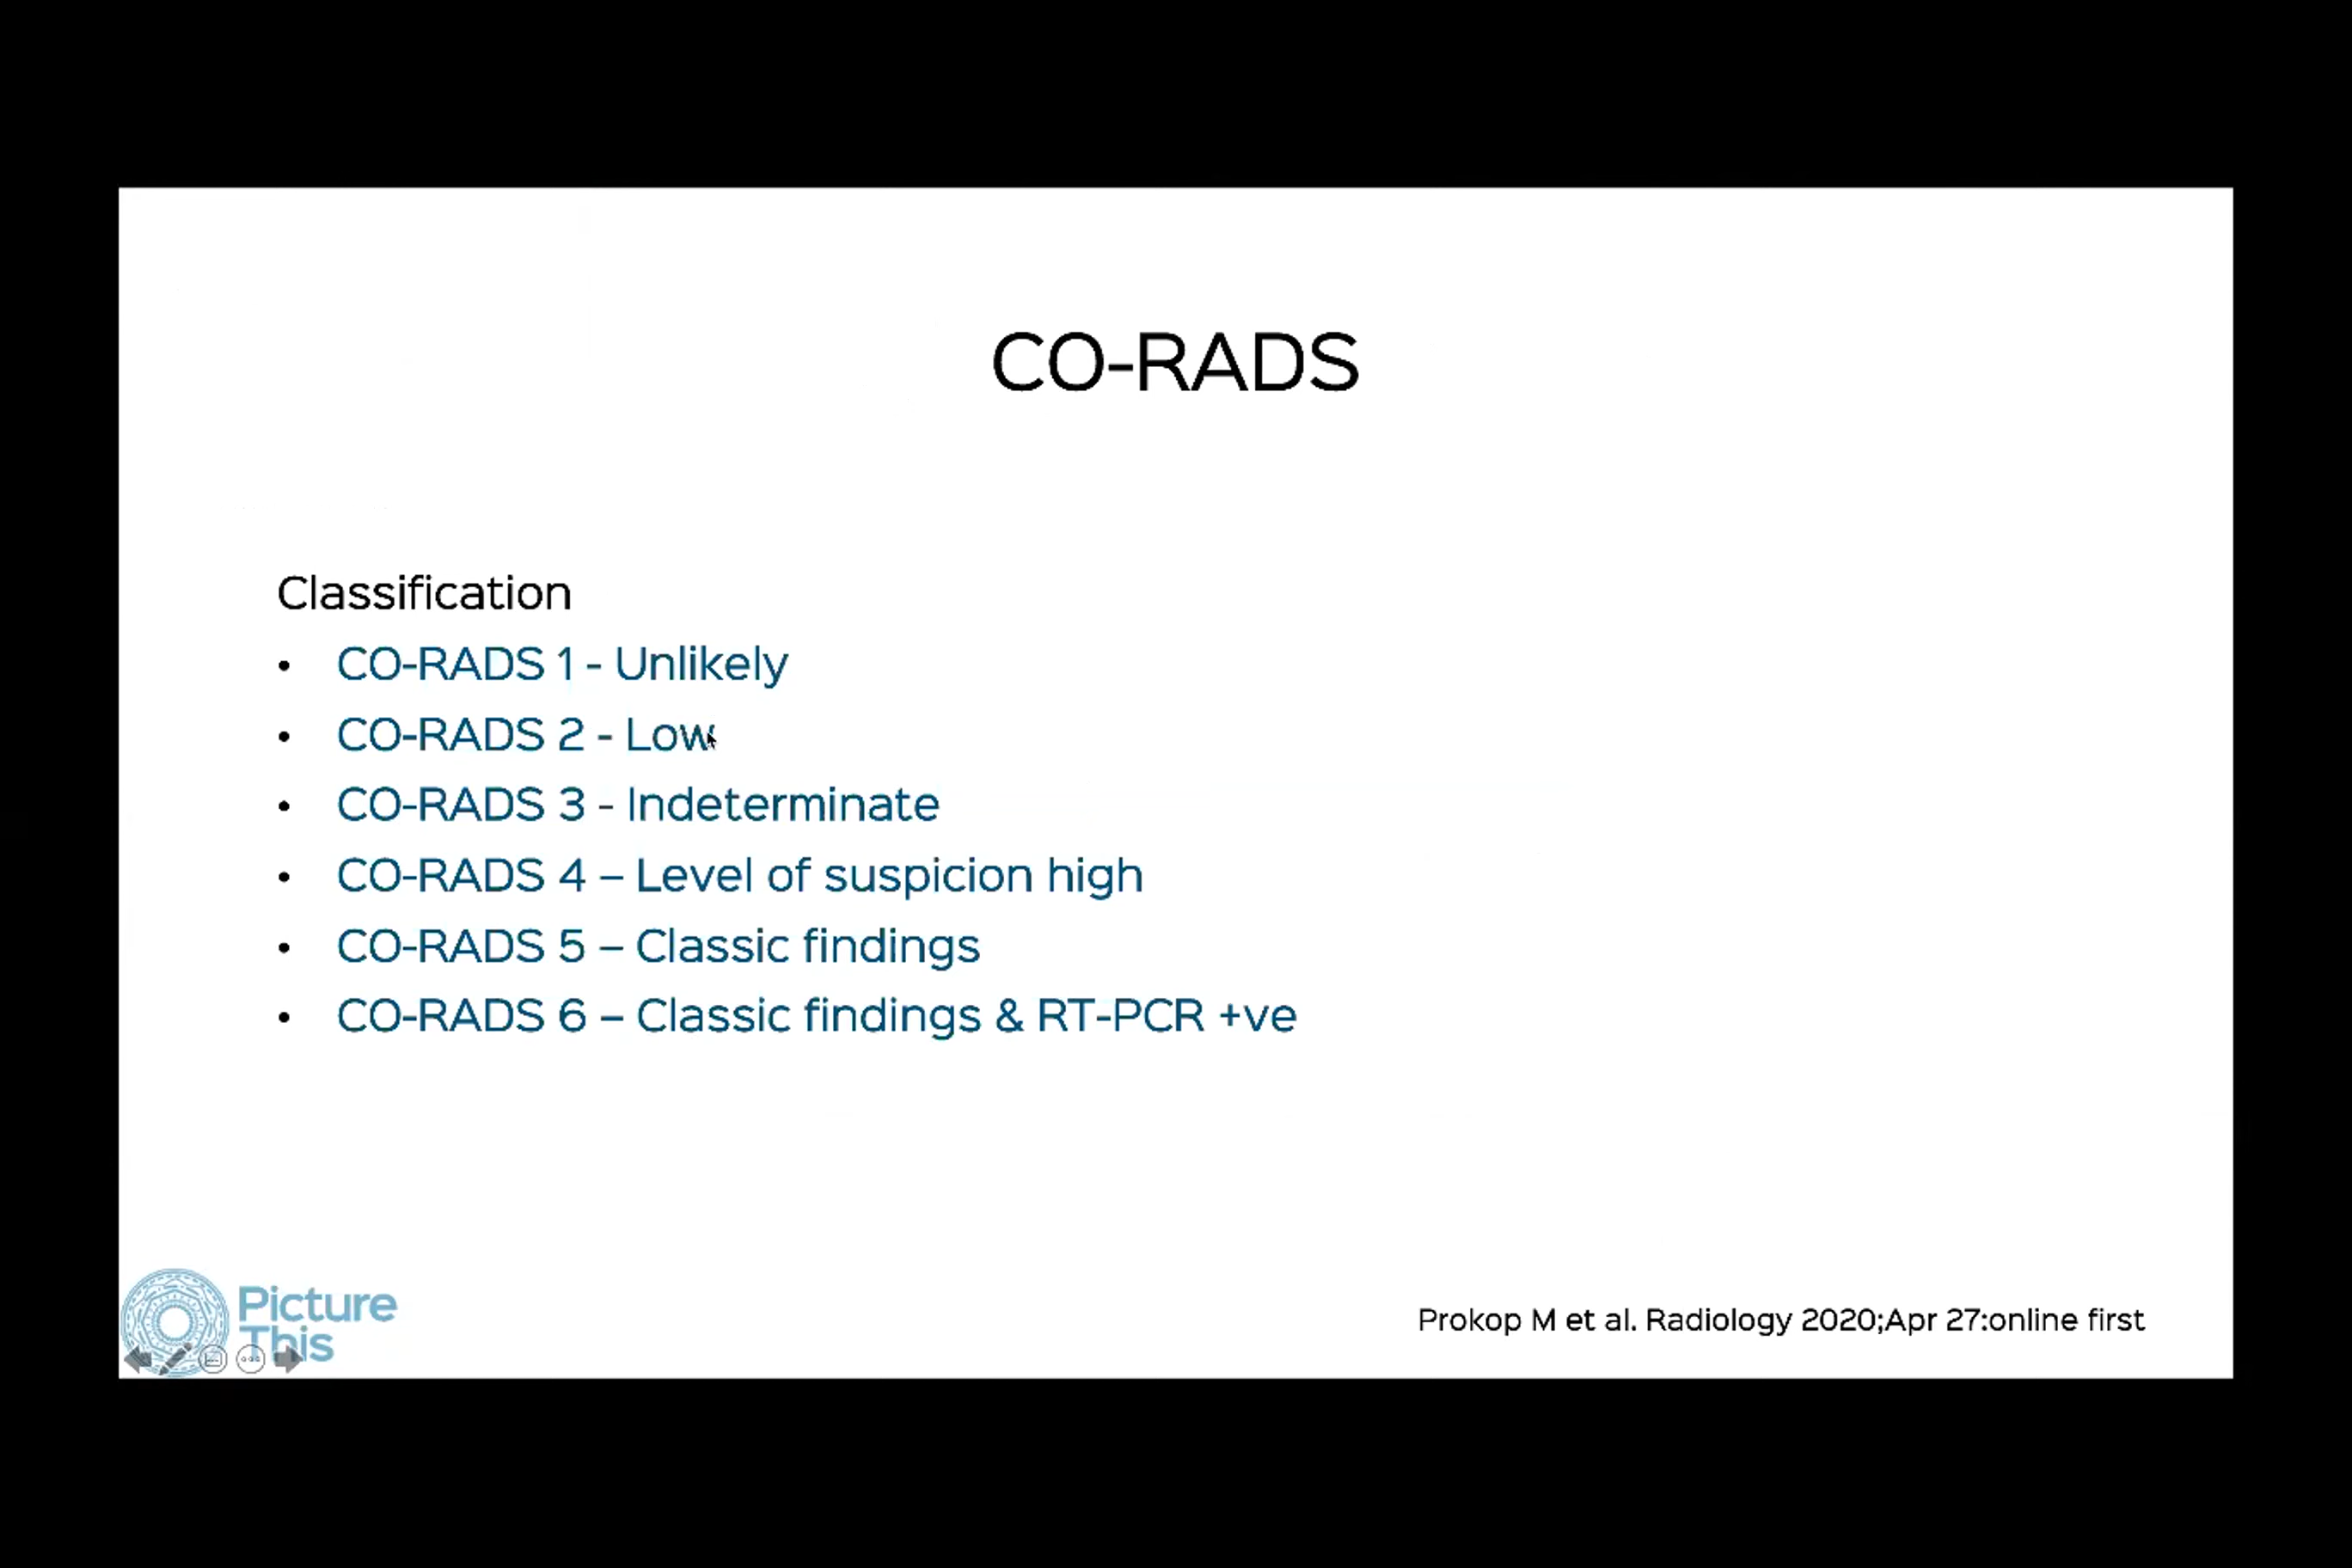 CO-RADS
Classification
• CO-RADS 1 - Unlikely
• CO-RADS 2 - Low
• CO-RADS 3 - Indeterminate
• CO-RADS 4 – Level of suspicion high
• CO-RADS 5 – Classic findings
• CO-RADS 6 – Classic findings & RT-PCR +ve
Picture
This
Prokop M et al. Radiology 2020;Apr 27:online first